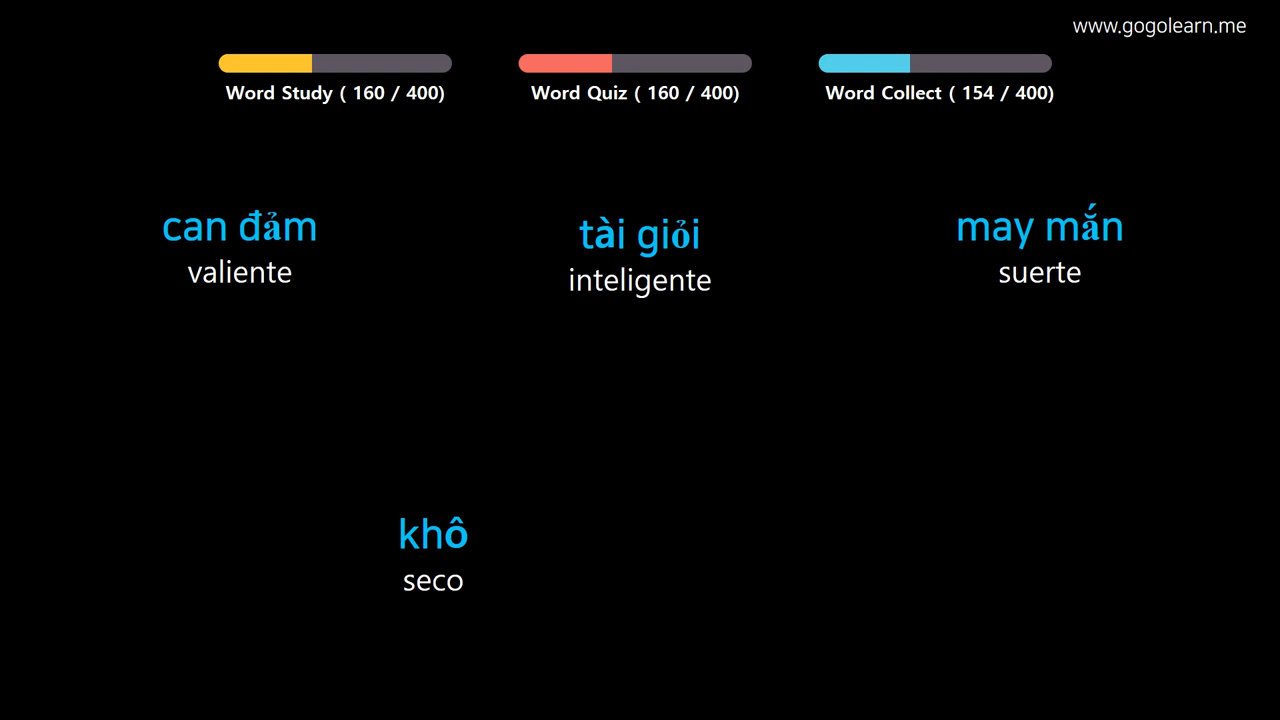 www.gogolearn.me
Word Study ( 160 / 400)
Word Quiz ( 160 / 400)
Word Collect ( 154 / 400)
can đảm
valiente
tài giỏi
inteligente
may mắn
suerte
khô
seco